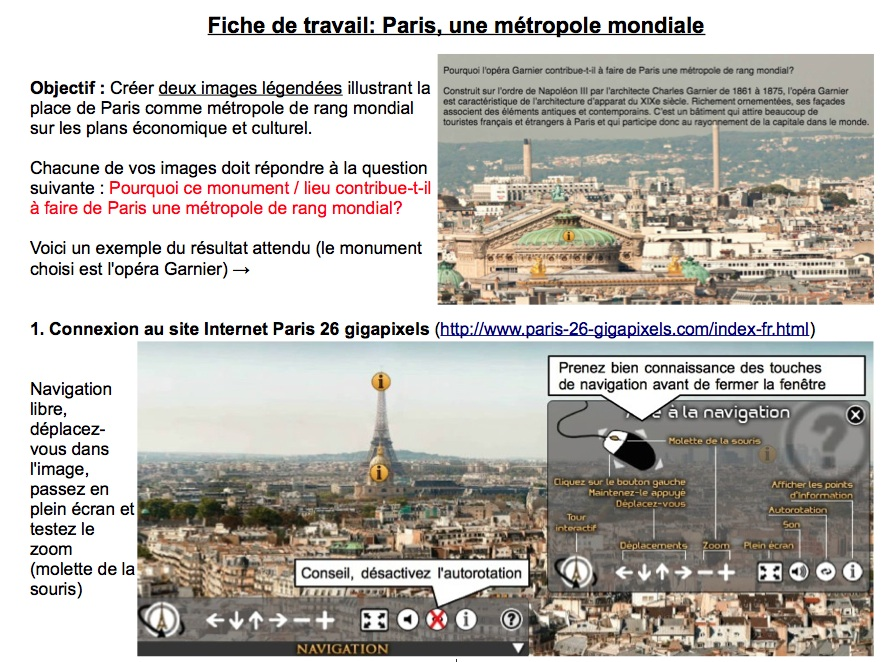 Fiche de travail: Paris, une métropole mondiale
Objectif : Créer deux images légendées illustrant la
place de Paris comme métropole de rang mondial
sur les plans économique et culturel.
Chacune de vos images doit répondre à la question
suivante : Pourquoi ce monument / lieu contribue-t-il
à faire de Paris une métropole de rang mondial?
Voici un exemple du résultat attendu (le monument
choisi est l'opéra Garnier) →
Pourquoi l'opéra Garnier contribue-t-il à faire de Paris une métropole de rang mondial?
Construit sur l'ordre de Napoléon III par l'architecte Charles Garnier de 1861 à 1875, l'opéra Garnier
est caractéristique de l'architecture d'apparat du XIXe siècle. Richement ornementées, ses façades
associent des éléments antiques et contemporains. C'est un bâtiment qui attire beaucoup de
touristes français et étrangers à Paris et qui participe donc au rayonnement de la capitale dans le monde.
1. Connexion au site Internet Paris 26 gigapixels (http://www.paris-26-gigapixels.com/index-fr.html)
Navigation
libre,
déplacez-
vous dans
l'image,
passez en
plein écran et
testez le
zoom
(molette de la
souris)
Conseil, désactivez l'autorotation
NAVIGATION
Prenez bien connaissance des touches
de navigation avant de fermer la fenêtre
à la navigation
Molette de la souris
Cliquez sur le bouton gauche
Maintenez-le appuyé
Déplacez-vous
Afficher les points
d'information
Autorotation
Son
Tour
interactif
Déplacements
Zoom
Plein écran